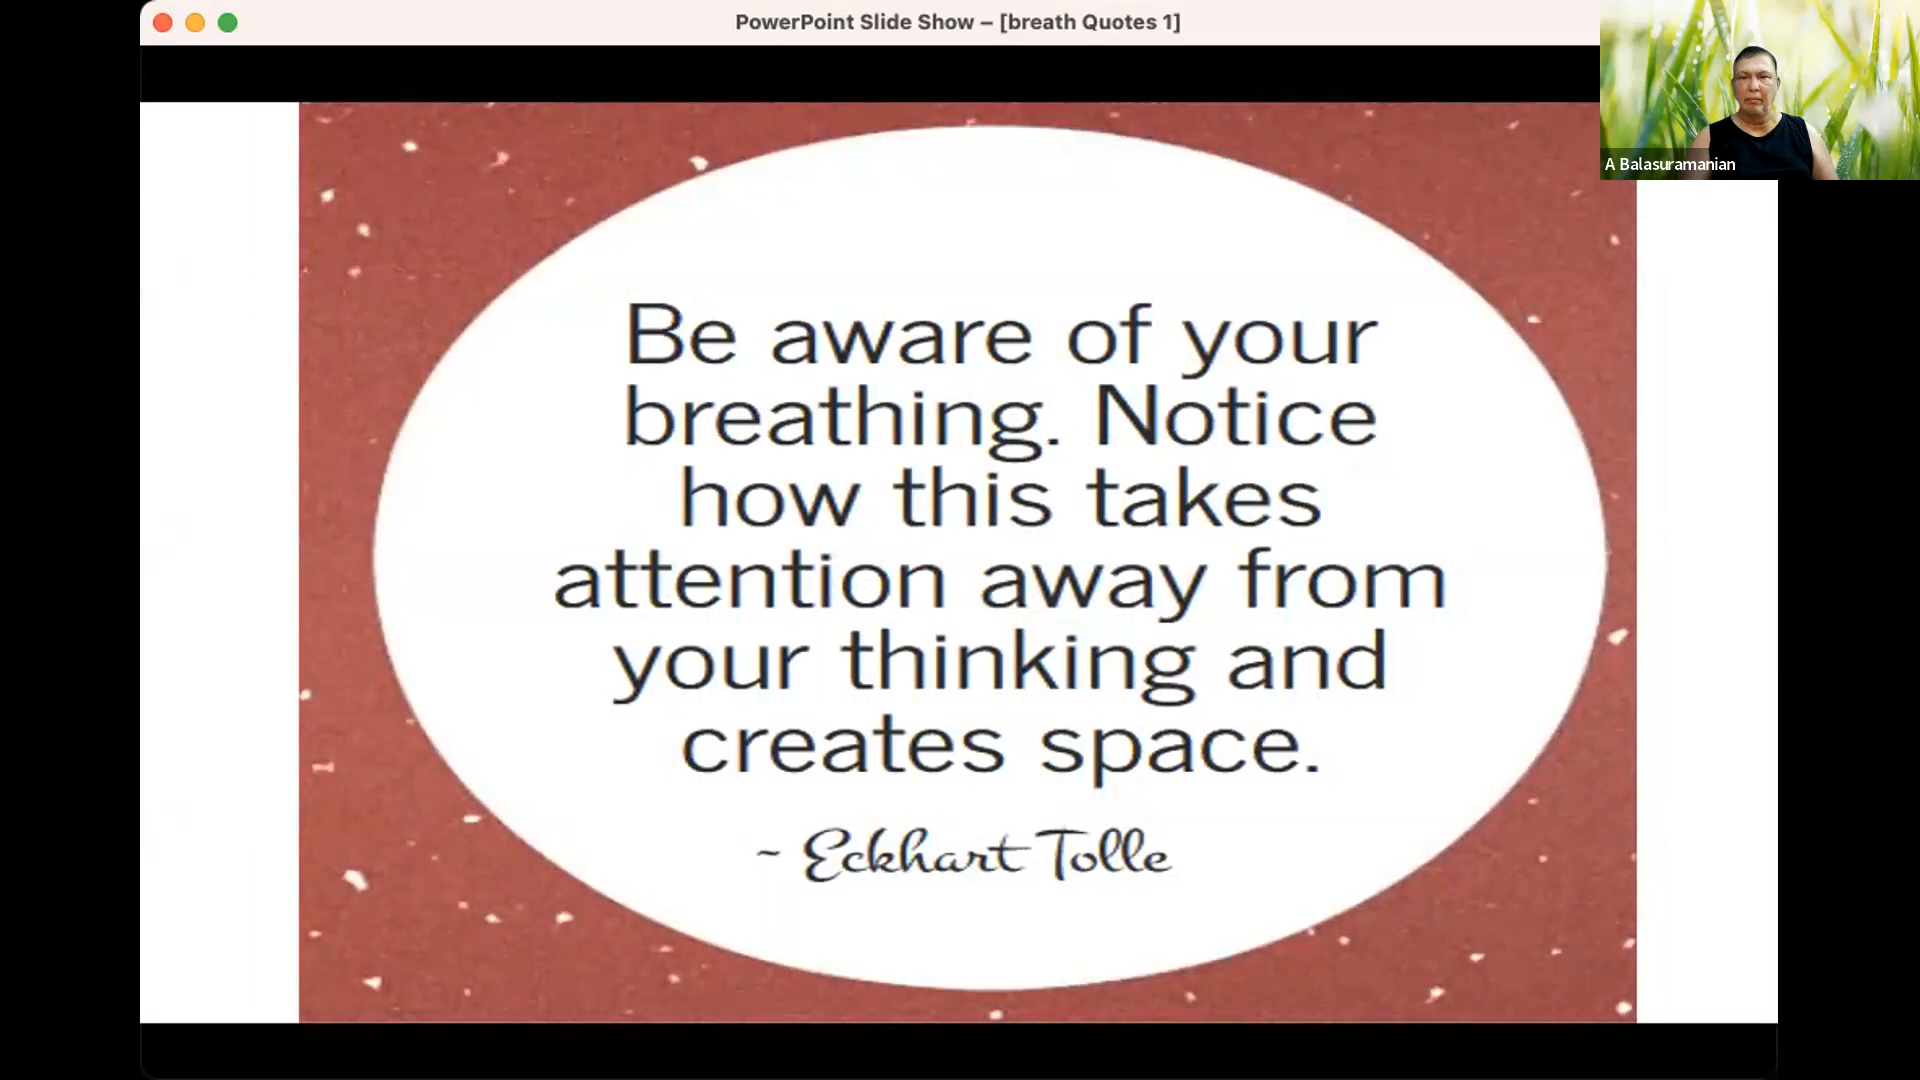 PowerPoint Slide Show – [breath Quotes 1]
A Balasuramanian
Be aware of your
breathing. Notice
how this takes
attention away from
your thinking and
creates space.
~ Eckhart Tolle